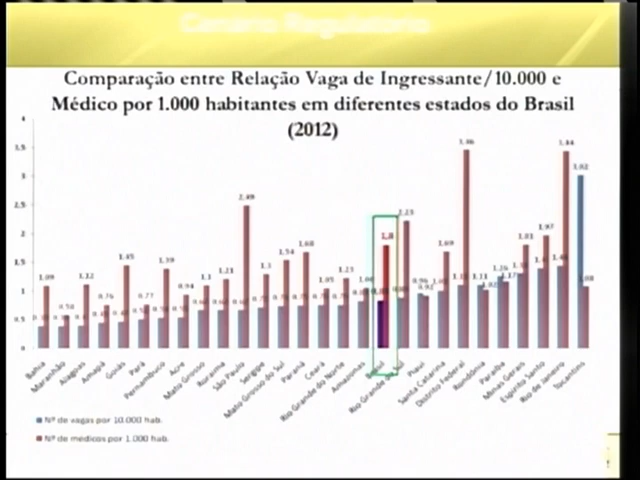 Cenário Regulatório
Comparação entre Relação Vaga de Ingressante/10.000 e
Médico por 1.000 habitantes em diferentes estados do Brasil
(2012)
4
3.5
3
2.5
2
1.5
1
0.5
0
1.09
0.58
1.12
0.76
1.45
0.77
1.39
0.94
1.1
1.21
2.49
1.3
1.54
1.68
1.05
1.23
1.06
1,8
2.23
0.96
0.92
1.69
3.46
1.11
1.02
1.26
1.17
1.81
1.97
3.44
3.02
1.08
Bahia
Maranhão
Alagoas
Amapá
Goiás
Pará
Pernambuco
Acre
Mato Grosso
Roraima
São Paulo
Sergipe
Mato Grosso do Sul
Paraná
Ceará
Rio Grande do Norte
Amazonas
Brasil
Rio Grande do Sul
Piauí
Santa Catarina
Distrito Federal
Rondônia
Paraíba
Minas Gerais
Espírito Santo
Rio de Janeiro
Tocantins
Nº de vagas por 10.000 hab.
Nº de médicos por 1.000 hab.